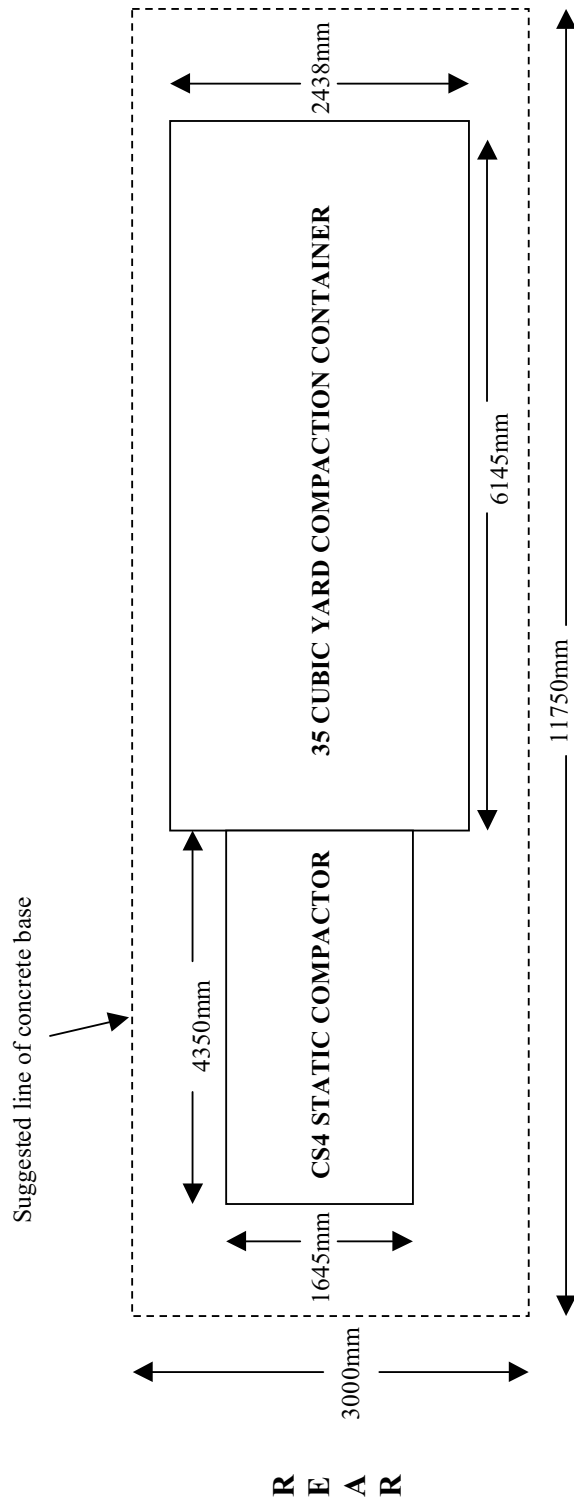 Suggested line of concrete base
4350mm
2438mm
CS4 STATIC COMPACTOR
35 CUBIC YARD COMPACTION CONTAINER
1645mm
6145mm
3000mm
11750mm
R
E
A
R